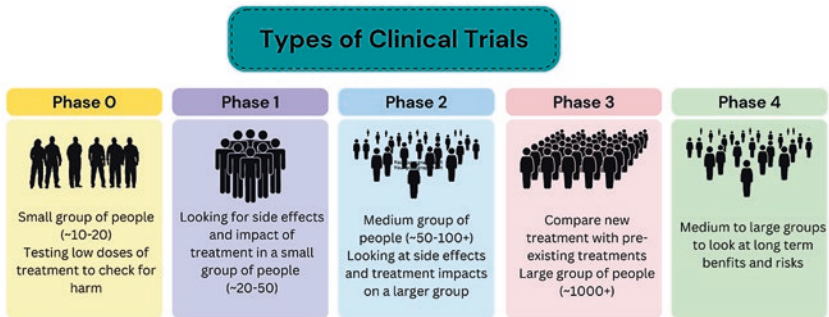 Types of Clinical Trials
Phase 0
Small group of people
(~10-20)
Testing low doses of
treatment to check for
harm
Phase 1
Looking for side effects
and impact of
treatment in a small
group of people
(~20-50)
Phase 2
Medium group of
people (~50-100+)
Looking at side effects
and treatment impacts
on a larger group
Phase 3
Compare new
treatment with pre-
existing treatments
Large group of people
(~1000+)
Phase 4
Medium to large groups
to look at long term
benfits and risks